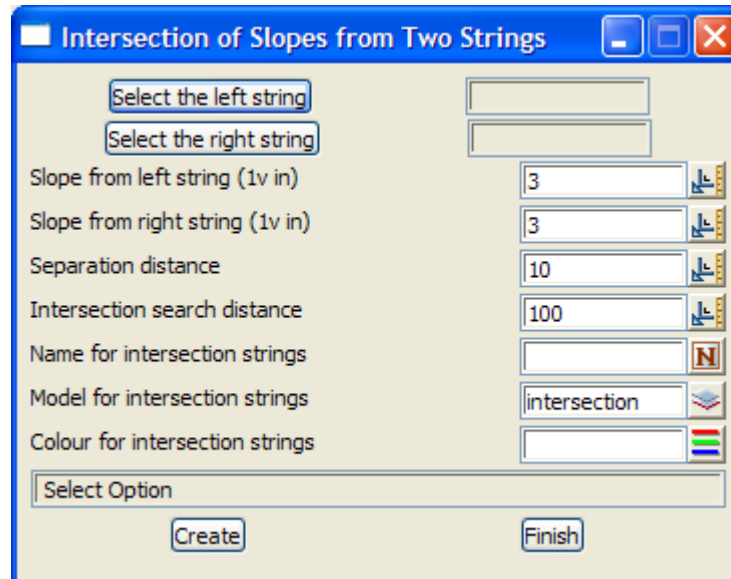 Intersection of Slopes from Two Strings
Select the left string
Select the right string
Slope from left string (1v in) 3
Slope from right string (1v in) 3
Separation distance 10
Intersection search distance 100
Name for intersection strings N
Model for intersection strings intersection
Colour for intersection strings
Select Option
Create Finish